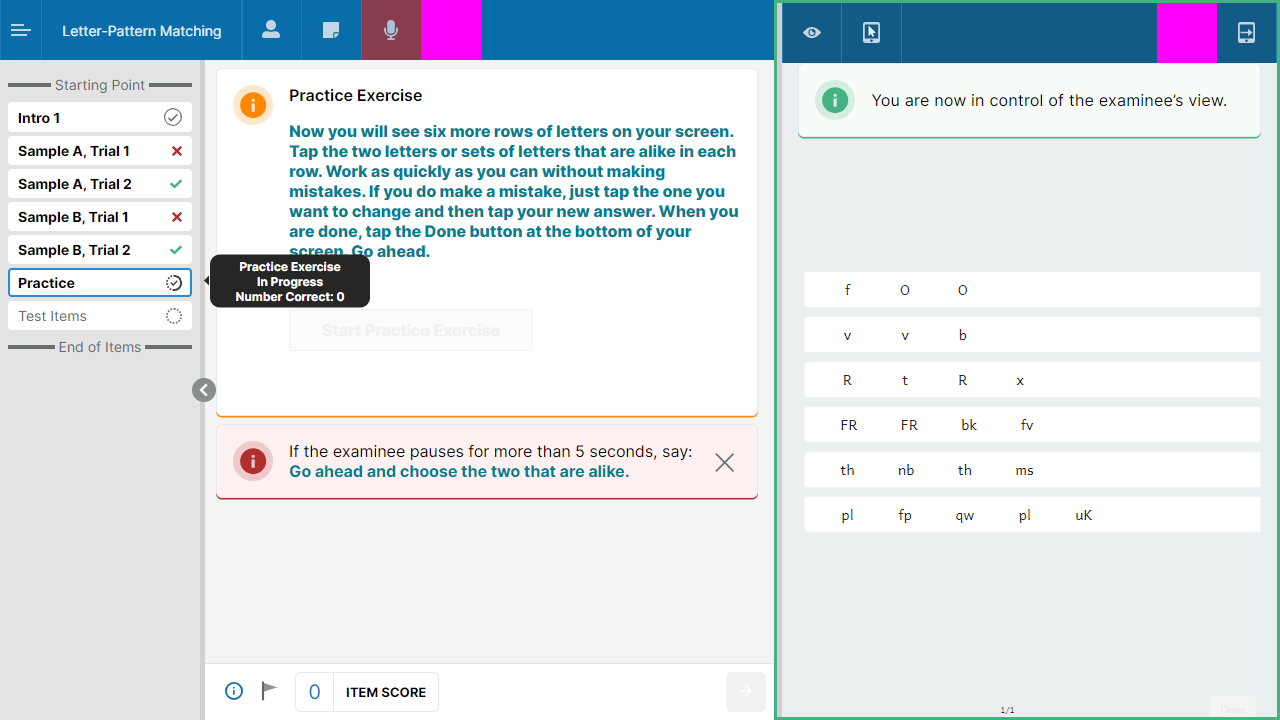 Letter-Pattern Matching
Starting Point
Intro 1
Sample A, Trial 1
Sample A, Trial 2
Sample B, Trial 1
Sample B, Trial 2
Practice
Test Items
End of Items
Practice Exercise
Now you will see six more rows of letters on your screen.
Tap the two letters or sets of letters that are alike in each
row. Work as quickly as you can without making
mistakes. If you do make a mistake, just tap the one you
want to change and then tap your new answer. When you
are done, tap the Done button at the bottom of your
screen. Go ahead.
Practice Exercise
In Progress
Number Correct: 0
Start Practice Exercise
If the examinee pauses for more than 5 seconds, say:
Go ahead and choose the two that are alike.
0 ITEM SCORE
You are now in control of the examinee’s view.
f O O
v v b
R t R x
FR FR bk fv
th nb th ms
pl fp qw pl uK
1/1
Done